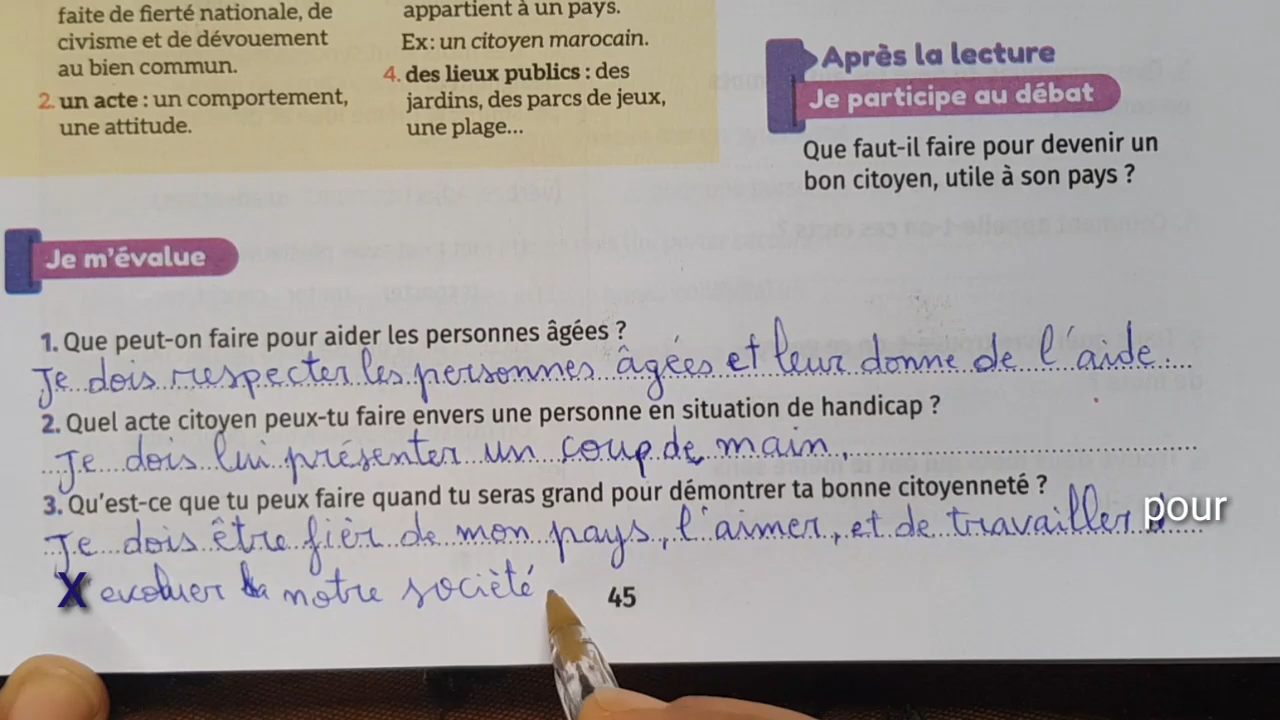 faite de fierté nationale, de
civisme et de dévouement
au bien commun.
2. un acte : un comportement,
une attitude.
appartient à un pays.
Ex: un citoyen marocain.
4. des lieux publics : des
jardins, des parcs de jeux,
une plage...
Après la lecture
Je participe au débat
Que faut-il faire pour devenir un
bon citoyen, utile à son pays ?
Je m'évalue
1. Que peut-on faire pour aider les personnes âgées ?
Je dois respecter les personnes âgées et leur donne de l'aide.
2. Quel acte citoyen peux-tu faire envers une personne en situation de handicap ?
Je dois lui présenter un coup de main.
3. Qu'est-ce que tu peux faire quand tu seras grand pour démontrer ta bonne citoyenneté ?
Je dois être fièr de mon pays, l'aimer, et de travailler pour
X evoluer notre socièté
45